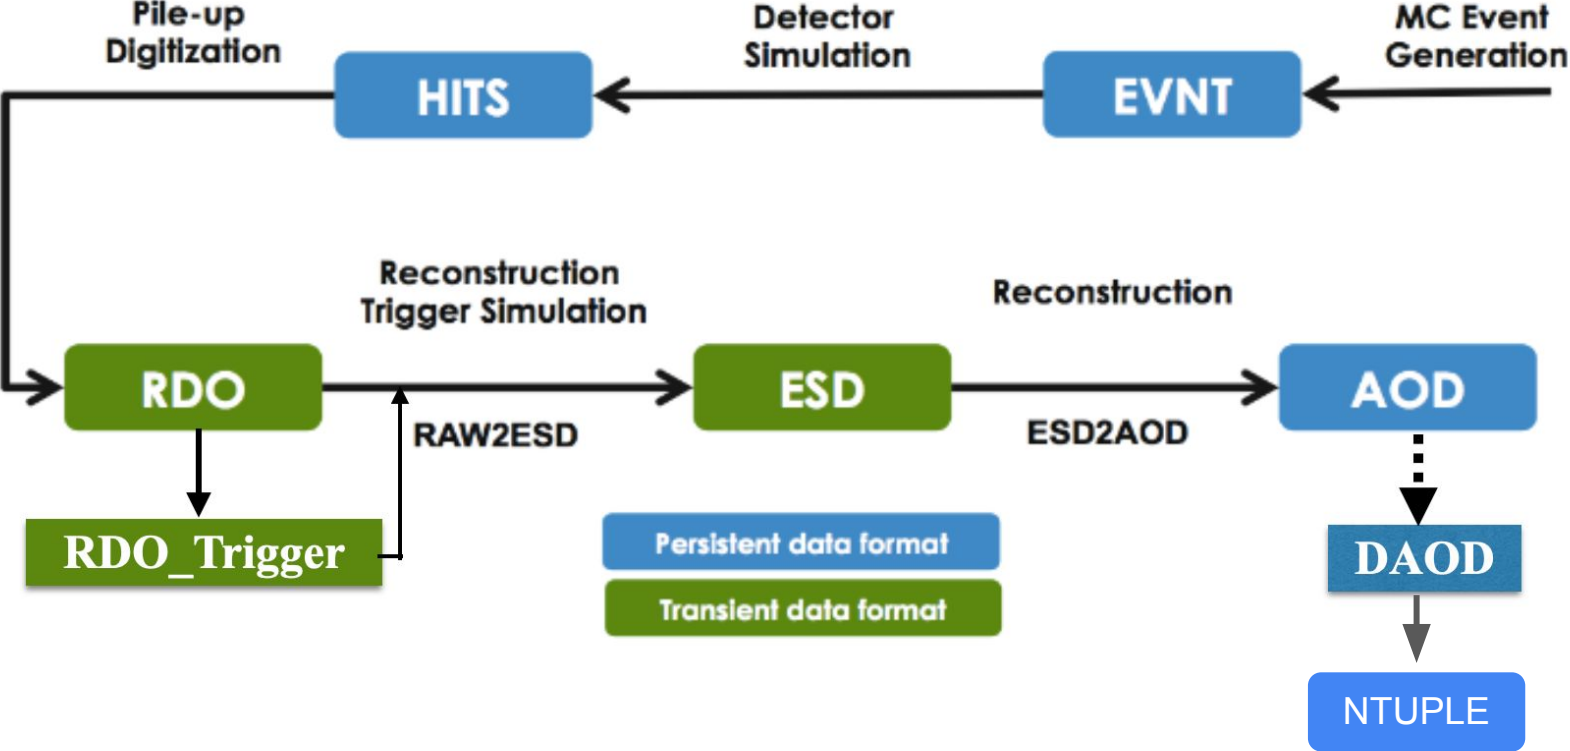 Pile-up
Digitization
HITS
Detector
Simulation
EVNT
MC Event
Generation
Reconstruction
Trigger Simulation
Reconstruction
RDO
ESD
AOD
RAW2ESD
ESD2AOD
RDO_Trigger
Persistent data format
Transient data format
DAOD
NTUPLE